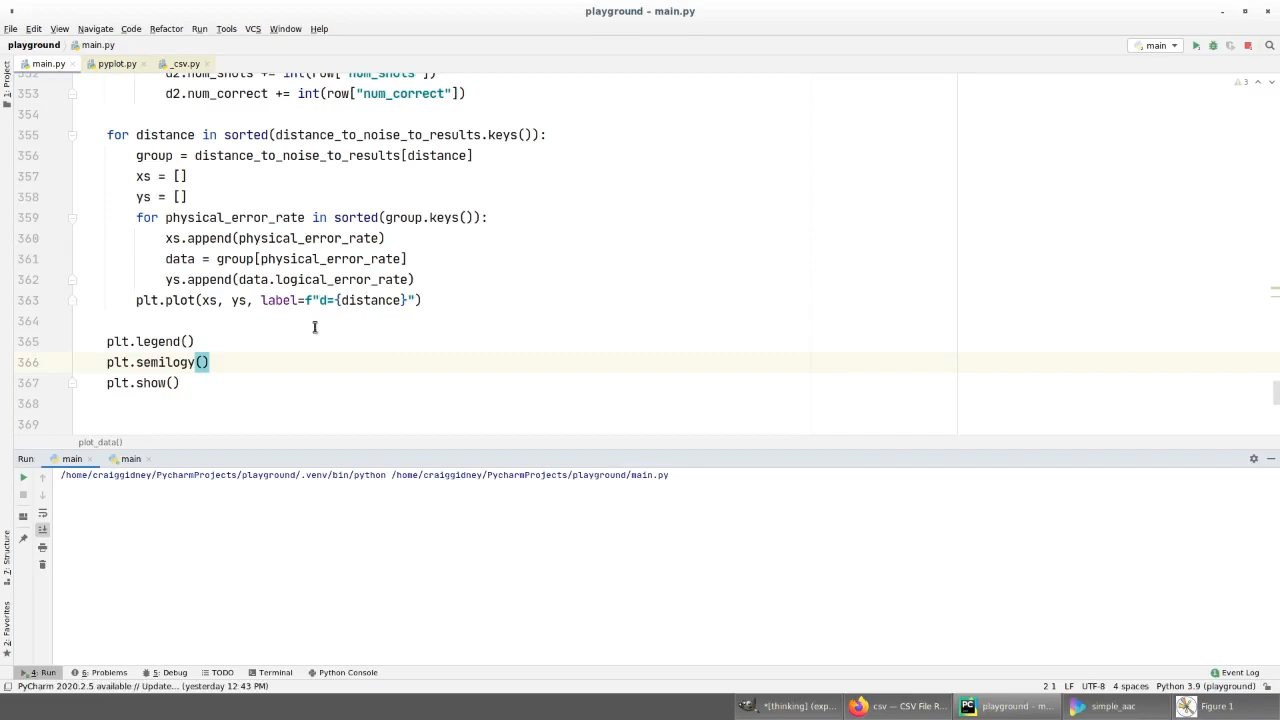 playground – main.py
File Edit View Navigate Code Refactor Run Tools VCS Window Help
playground main.py main
main.py pyplot.py _csv.py
1: Project
352 d2.num_shots += int(row["num_shots"])
3
353 d2.num_correct += int(row["num_correct"])
354
355 for distance in sorted(distance_to_noise_to_results.keys()):
356 group = distance_to_noise_to_results[distance]
357 xs = []
358 ys = []
359 for physical_error_rate in sorted(group.keys()):
360 xs.append(physical_error_rate)
361 data = group[physical_error_rate]
362 ys.append(data.logical_error_rate)
363 plt.plot(xs, ys, label=f"d={distance}")
364
365 plt.legend()
366 plt.semilogy()
367 plt.show()
368
369
plot_data()
Run: main main
/home/craiggidney/PycharmProjects/playground/.venv/bin/python /home/craiggidney/PycharmProjects/playground/main.py
7: Structure
2: Favorites
4: Run 6: Problems 5: Debug TODO Terminal Python Console Event Log
PyCharm 2020.2.5 available // Update... (yesterday 12:43 PM) 2 1 LF UTF-8 4 spaces Python 3.9 (playground)
*[thinking] (exp... csv — CSV File R... playground – m... simple_aac Figure 1